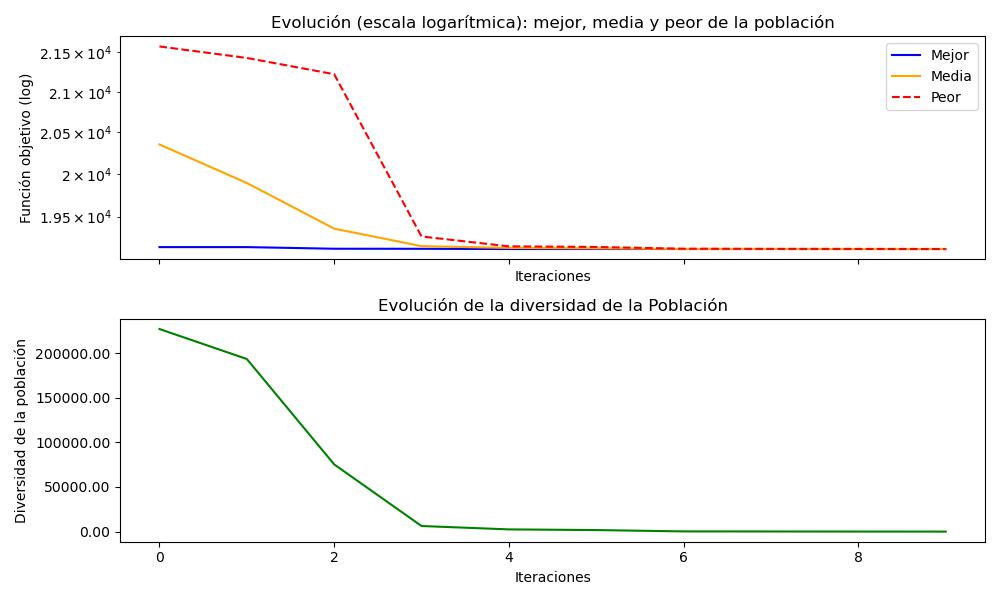 Evolución (escala logarítmica): mejor, media y peor de la población
Función objetivo (log)
2.15 × 10⁴
2.1 × 10⁴
2.05 × 10⁴
2 × 10⁴
1.95 × 10⁴
Mejor
Media
Peor
Iteraciones
Evolución de la diversidad de la Población
Diversidad de la población
200000.00
150000.00
100000.00
50000.00
0.00
0 2 4 6 8
Iteraciones